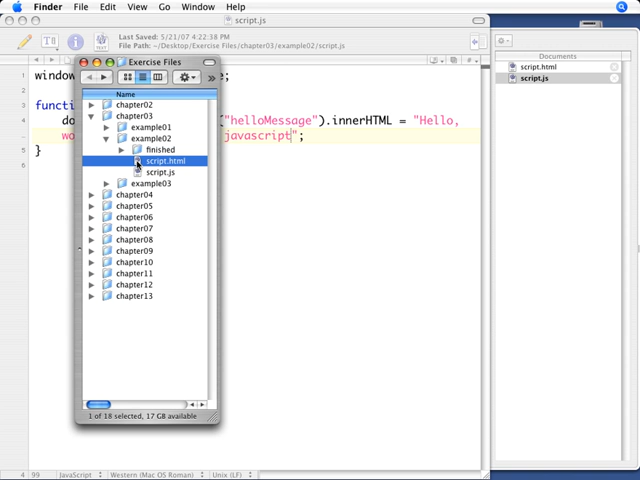 Finder File Edit View Go Window Help
script.js
Last Saved: 5/21/07 4:22:38 PM
File Path: ~/Desktop/Exercise Files/chapter03/example02/script.js
Documents
script.html
script.js
1 window
;
3 function
4 do
("helloMessage").innerHTML = "Hello,
wo
javascript";
5 }
6
Exercise Files
Name
chapter02
chapter03
example01
example02
finished
script.html
script.js
example03
chapter04
chapter05
chapter06
chapter07
chapter08
chapter09
chapter10
chapter11
chapter12
chapter13
1 of 18 selected, 17 GB available
4 99 JavaScript Western (Mac OS Roman) Unix (LF)